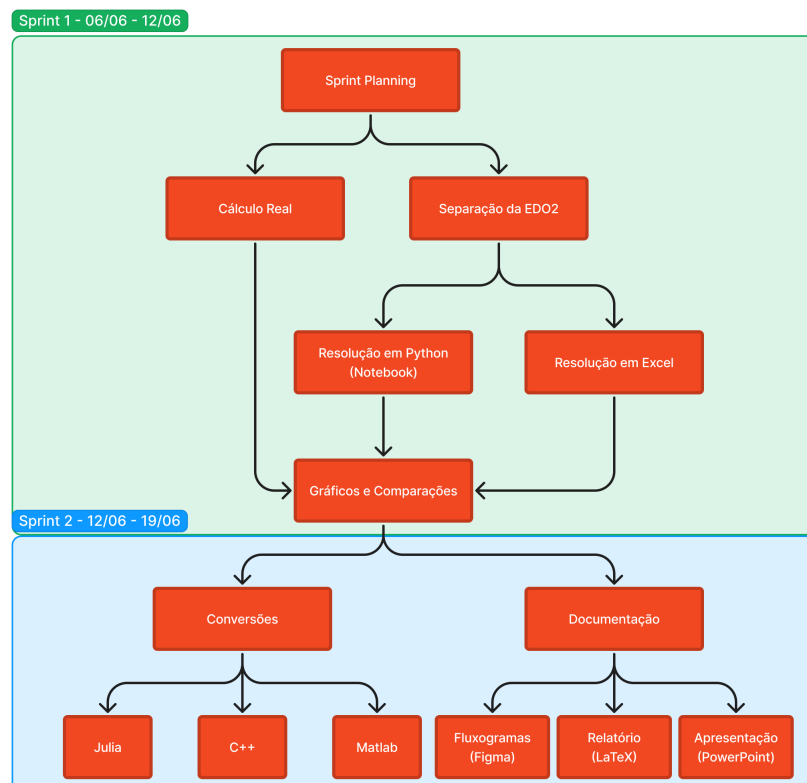 Sprint 1 - 06/06 - 12/06
Sprint Planning
Cálculo Real
Separação da EDO2
Resolução em Python
(Notebook)
Resolução em Excel
Gráficos e Comparações
Sprint 2 - 12/06 - 19/06
Conversões
Documentação
Julia
C++
Matlab
Fluxogramas
(Figma)
Relatório
(LaTeX)
Apresentação
(PowerPoint)